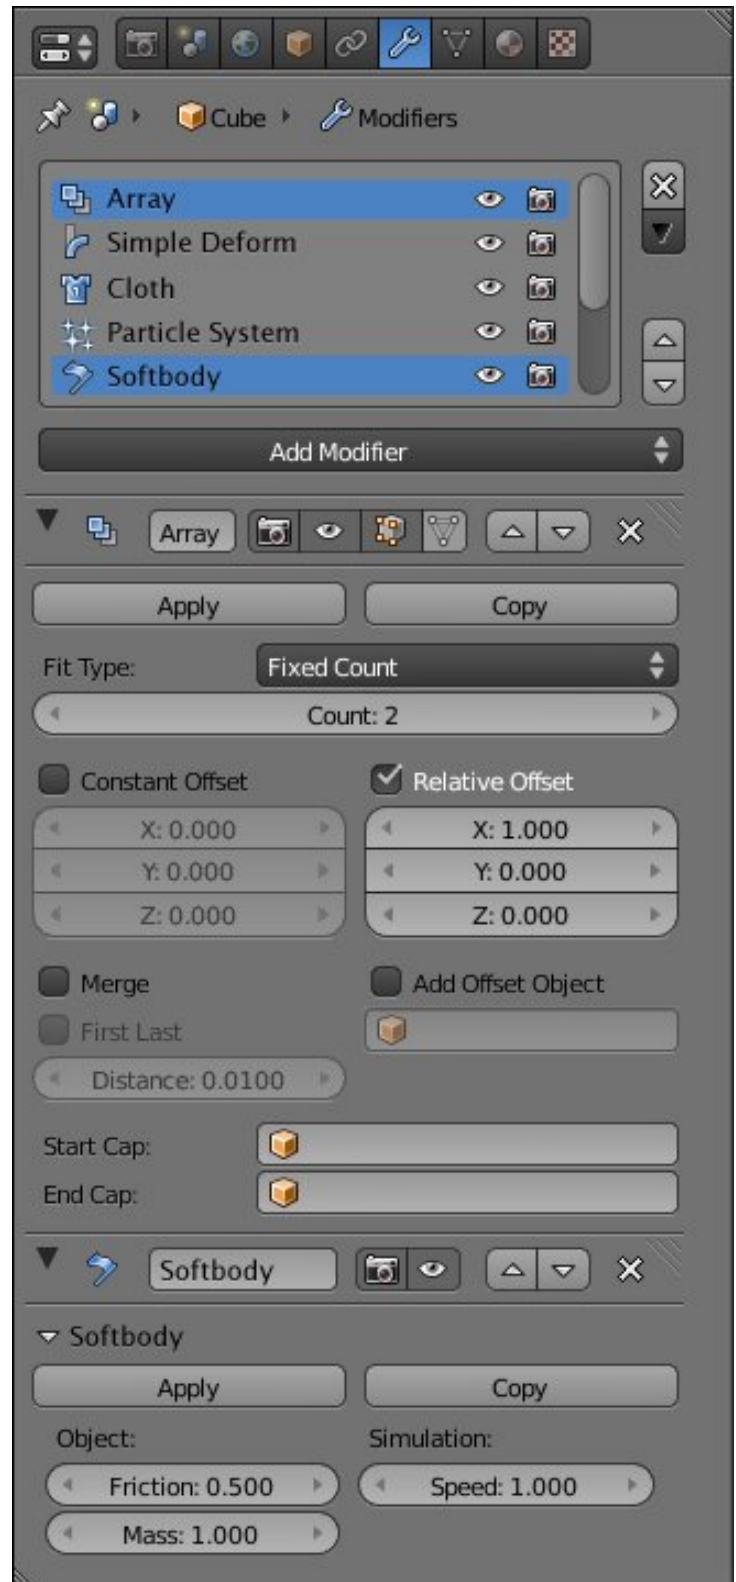 Cube Modifiers
Array
Simple Deform
Cloth
Particle System
Softbody
Add Modifier
Array
Apply Copy
Fit Type: Fixed Count
Count: 2
Constant Offset Relative Offset
X: 0.000 X: 1.000
Y: 0.000 Y: 0.000
Z: 0.000 Z: 0.000
Merge Add Offset Object
First Last
Distance: 0.0100
Start Cap:
End Cap:
Softbody
Softbody
Apply Copy
Object: Simulation:
Friction: 0.500 Speed: 1.000
Mass: 1.000